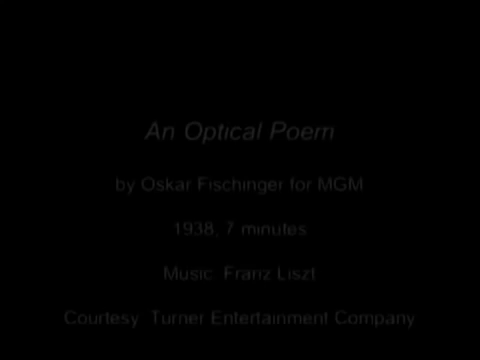 An Optical Poem
by Oskar Fischinger for MGM
1938, 7 minutes
Music: Franz Liszt
Courtesy: Turner Entertainment Company